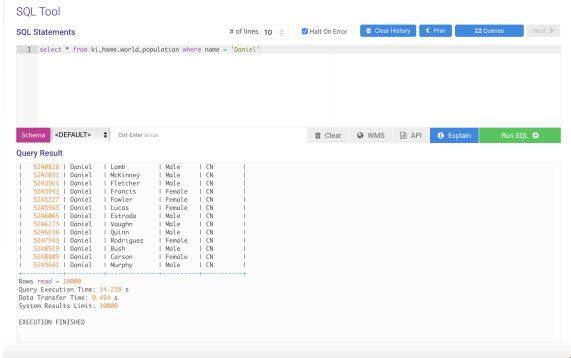 SQL Tool
SQL Statements
# of lines 10
Halt On Error
Clear History
Prev
22 Queries
Next
1 select * from ki_home.world_population where name = 'Daniel'
Schema
<DEFAULT>
Ctrl-Enter to run
Clear
WMS
API
Explain
Run SQL
Query Result
| 5240828 | Daniel | Lamb | Male | CN |
| 5242031 | Daniel | McKinney | Male | CN |
| 5243561 | Daniel | Fletcher | Male | CN |
| 5243943 | Daniel | Francis | Female | CN |
| 5245227 | Daniel | Fowler | Female | CN |
| 5245943 | Daniel | Lucas | Female | CN |
| 5246065 | Daniel | Estrada | Male | CN |
| 5246273 | Daniel | Vaughn | Male | CN |
| 5246636 | Daniel | Quinn | Male | CN |
| 5247943 | Daniel | Rodriguez | Female | CN |
| 5248519 | Daniel | Bush | Male | CN |
| 5248809 | Daniel | Carson | Female | CN |
| 5249641 | Daniel | Murphy | Male | CN |
Rows read = 10000
Query Execution Time: 14.218 s
Data Transfer Time: 0.454 s
System Results Limit: 10000
EXECUTION FINISHED